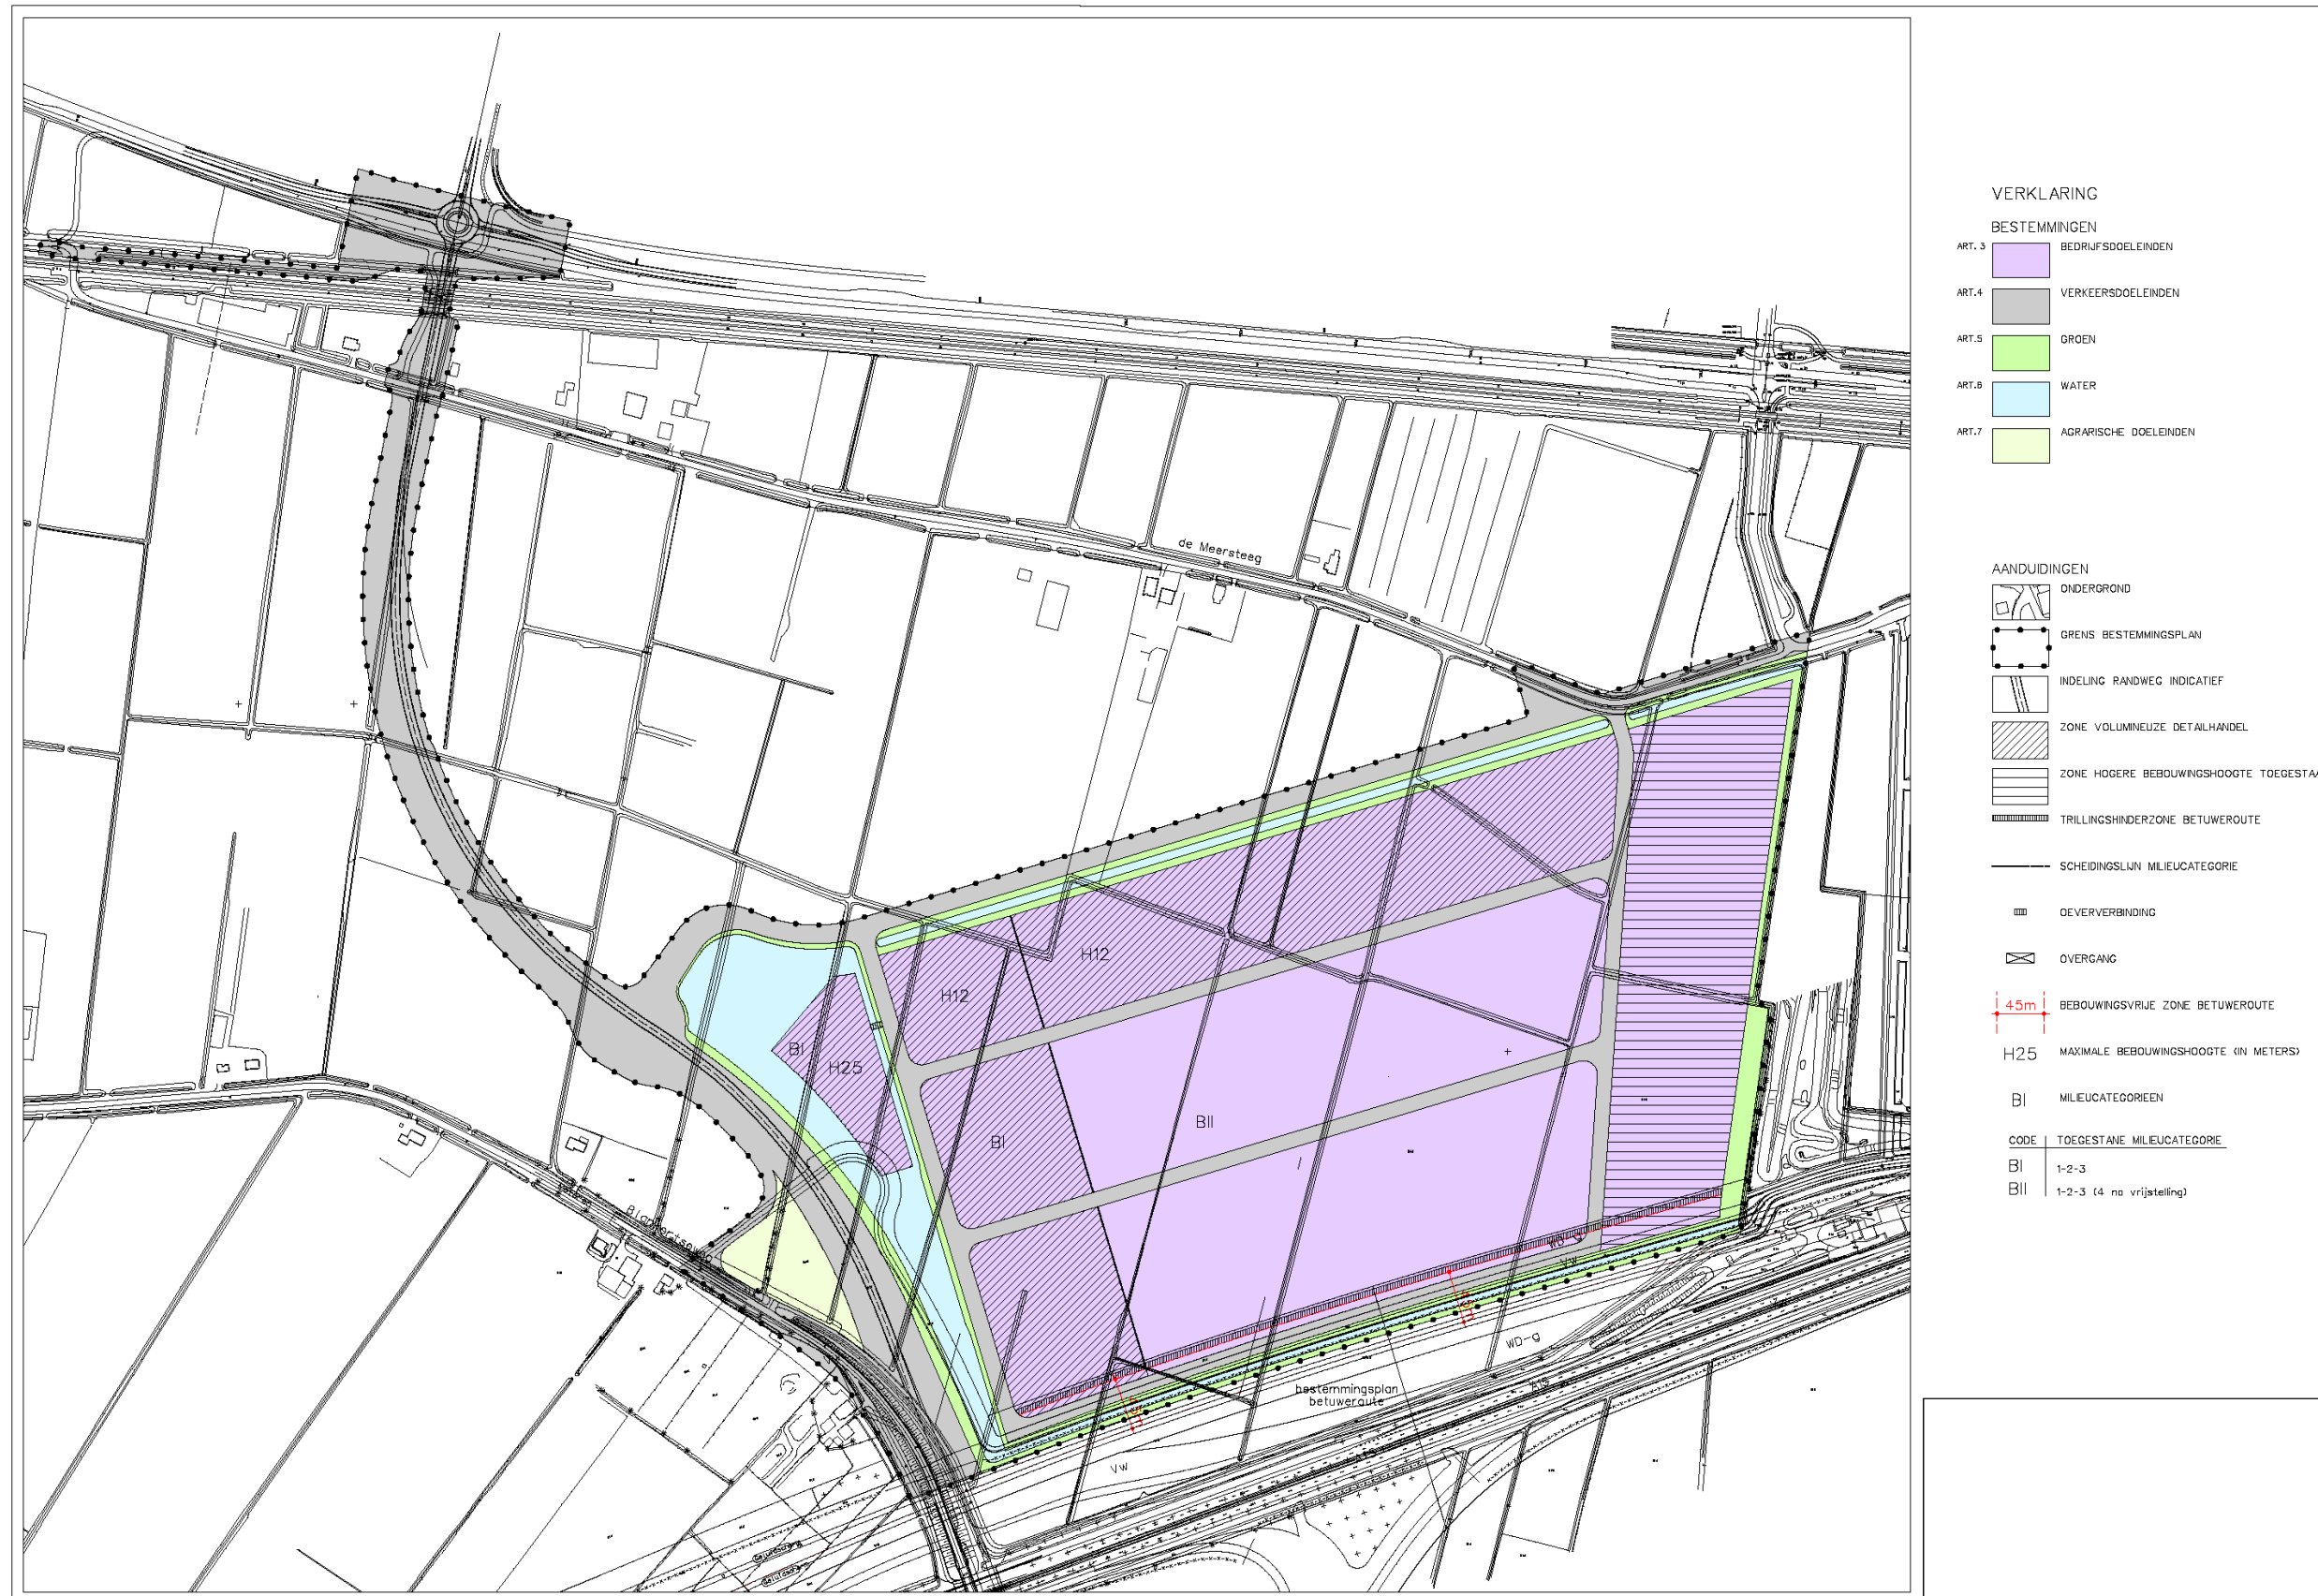 VERKLARING
BESTEMMINGEN
ART. 3 BEDRIJFSDOELEINDEN
ART.4 VERKEERSDOELEINDEN
ART.5 GROEN
ART.6 WATER
ART.7 AGRARISCHE DOELEINDEN
AANDUIDINGEN
ONDERGROND
GRENS BESTEMMINGSPLAN
INDELING RANDWEG INDICATIEF
ZONE VOLUMINEUZE DETAILHANDEL
ZONE HOGERE BEBOUWINGSHOOGTE TOEGESTA
TRILLINGSHINDERZONE BETUWEROUTE
SCHEIDINGSLIJN MILIEUCATEGORIE
OEVERVERBINDING
OVERGANG
45m BEBOUWINGSVRIJE ZONE BETUWEROUTE
H25 MAXIMALE BEBOUWINGSHOOGTE (IN METERS)
BI MILIEUCATEGORIEEN
CODE TOEGESTANE MILIEUCATEGORIE
BI 1-2-3
BII 1-2-3 (4 na vrijstelling)
de Meersteeg
H12
H12
BI
H25
BII
BI
WD-g
Vw
WD-g
bestemmingsplan
betuweroute
Vw